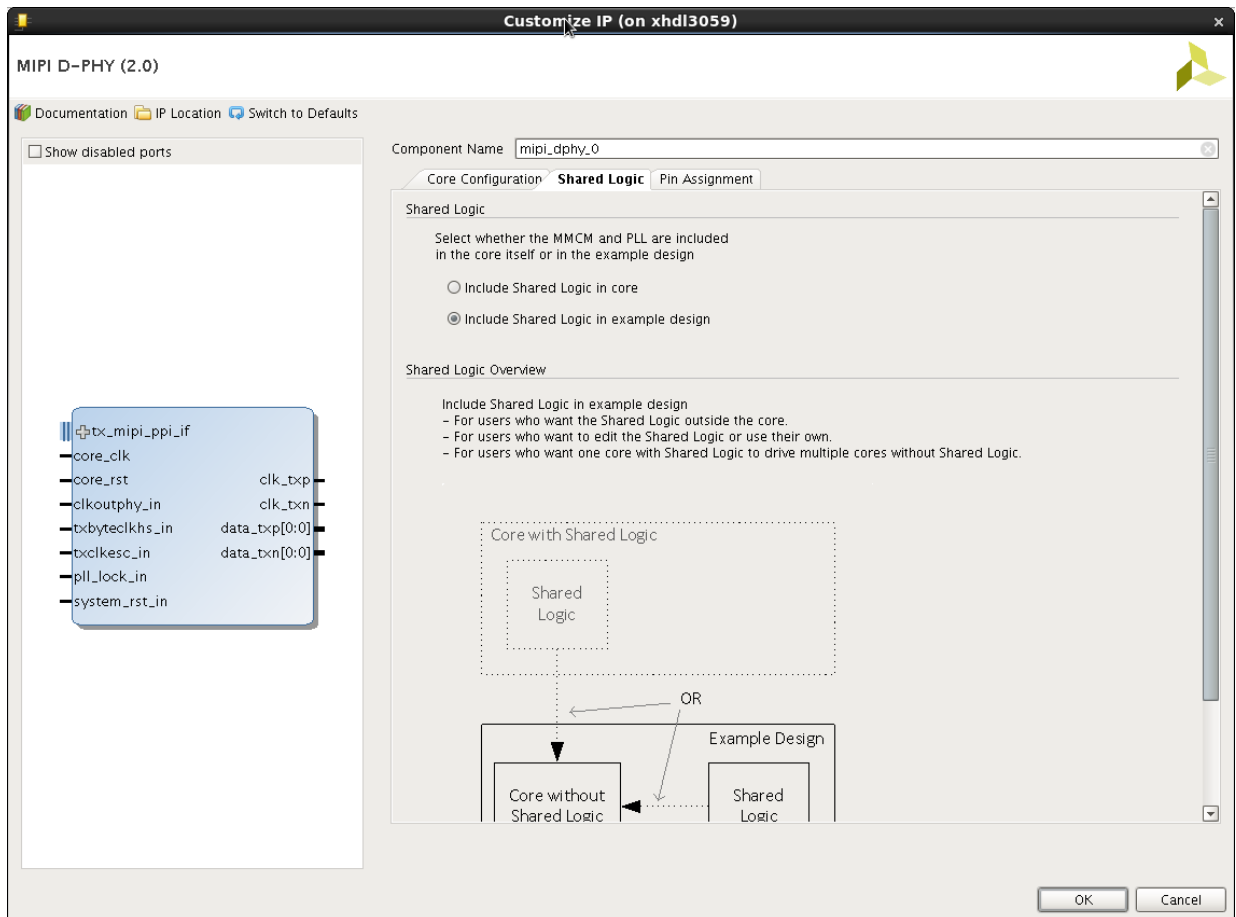 Customize IP (on xhdl3059)
MIPI D-PHY (2.0)
Documentation IP Location Switch to Defaults
Show disabled ports
tx_mipi_ppi_if
core_clk
core_rst clk_txp
clkoutphy_in clk_txn
txbyteclkhs_in data_txp[0:0]
txclkesc_in data_txn[0:0]
pll_lock_in
system_rst_in
Component Name mipi_dphy_0
Core Configuration Shared Logic Pin Assignment
Shared Logic
Select whether the MMCM and PLL are included
in the core itself or in the example design
Include Shared Logic in core
Include Shared Logic in example design
Shared Logic Overview
Include Shared Logic in example design
– For users who want the Shared Logic outside the core.
– For users who want to edit the Shared Logic or use their own.
– For users who want one core with Shared Logic to drive multiple cores without Shared Logic.
Core with Shared Logic
Shared
Logic
OR
Example Design
Core without
Shared Logic
Shared
Logic
OK Cancel